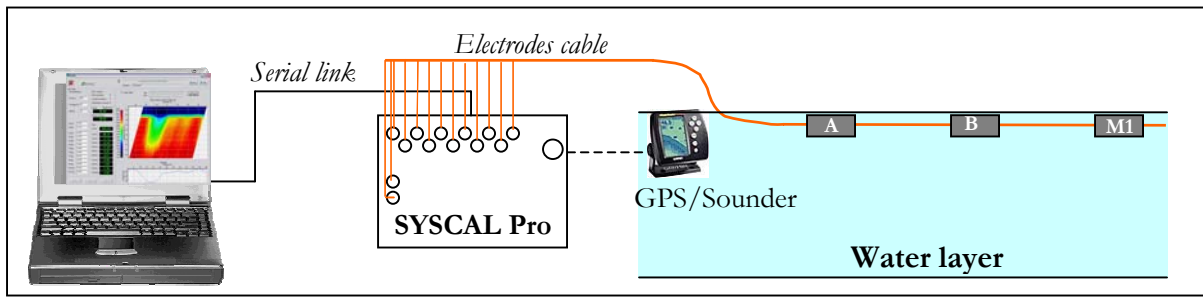 Electrodes cable
Serial link
A
B
M1
GPS/Sounder
SYSCAL Pro
Water layer